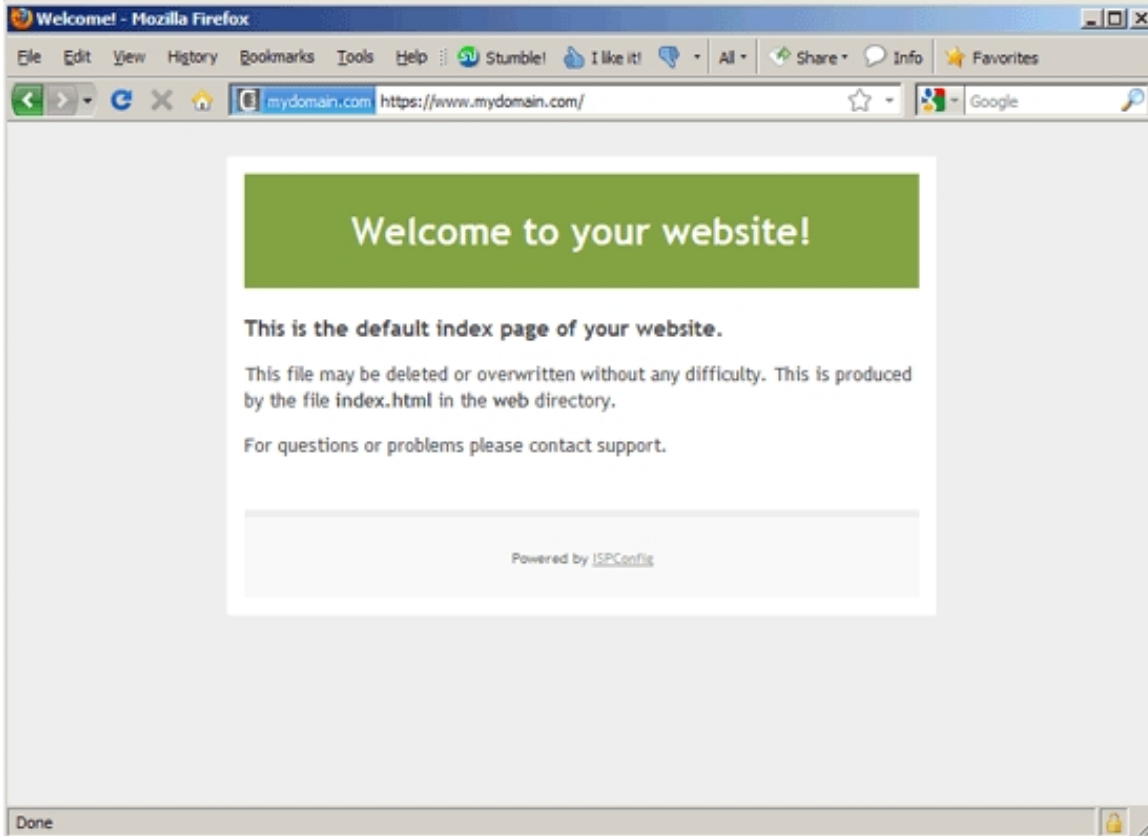 Welcome! - Mozilla Firefox
File Edit View History Bookmarks Tools Help Stumble! I like it! All Share Info Favorites
mydomain.com https://www.mydomain.com/ Google
Welcome to your website!
This is the default index page of your website.
This file may be deleted or overwritten without any difficulty. This is produced
by the file index.html in the web directory.
For questions or problems please contact support.
Powered by ISPConfig
Done